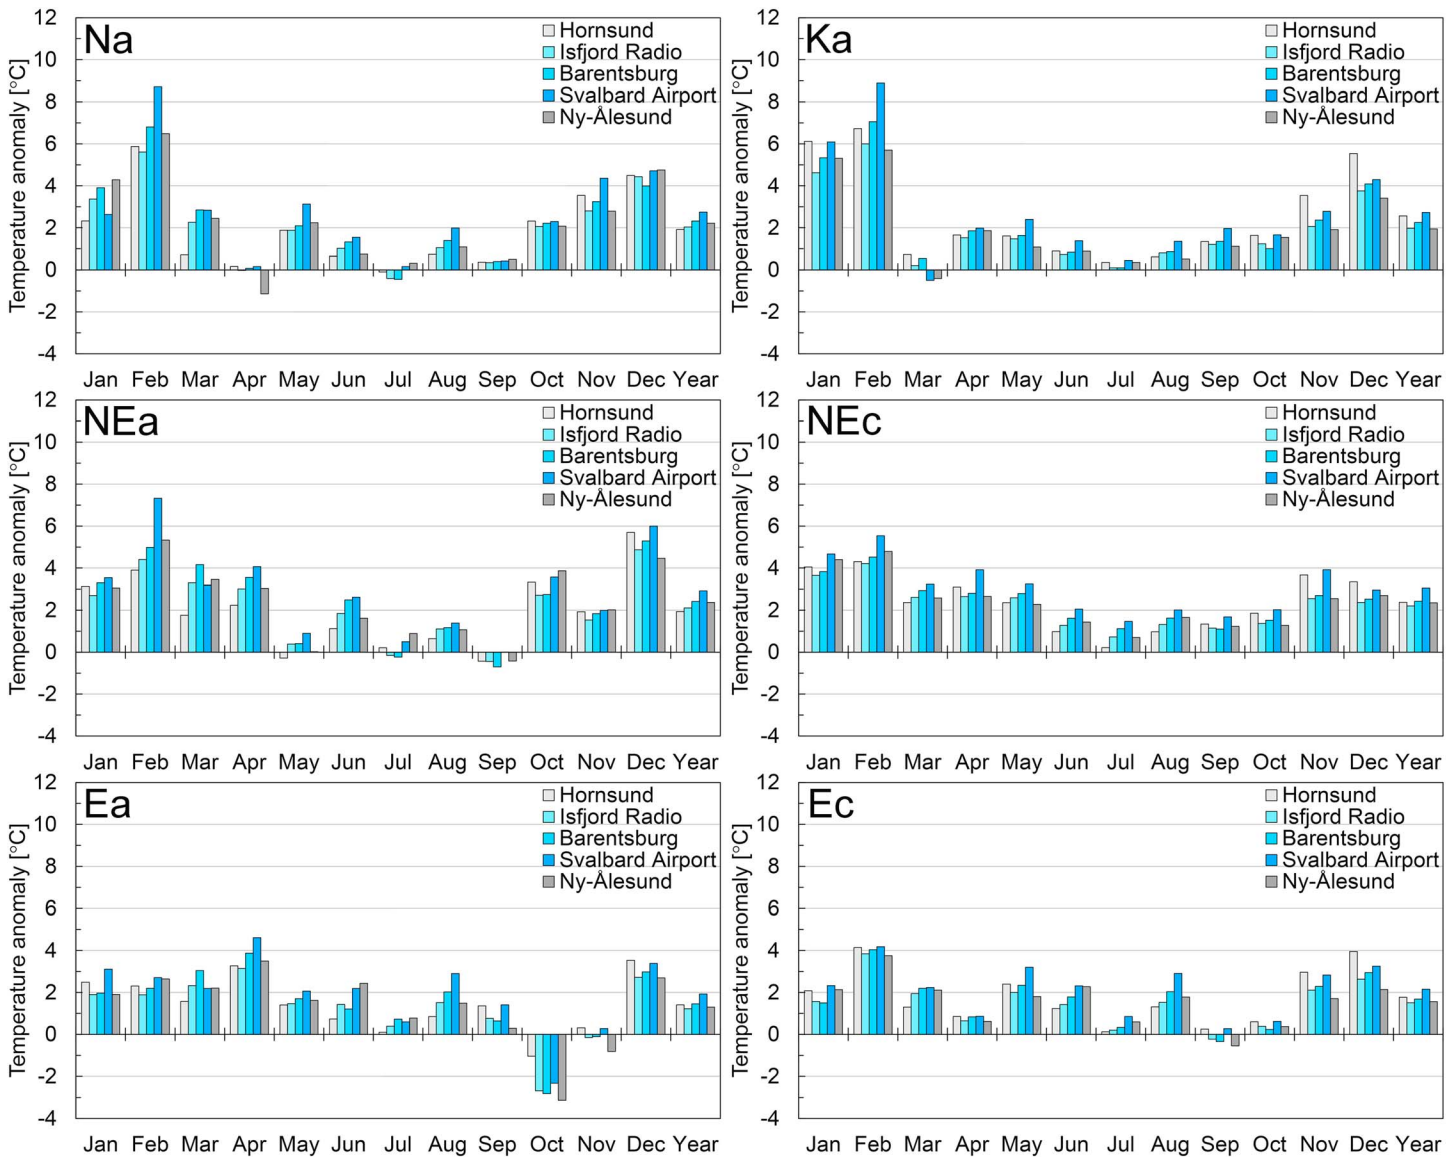 Na
Hornsund
Isfjord Radio
Barentsburg
Svalbard Airport
Ny-Ålesund
Temperature anomaly [°C]
12
10
8
6
4
2
0
-2
-4
Jan Feb Mar Apr May Jun Jul Aug Sep Oct Nov Dec Year
Ka
Hornsund
Isfjord Radio
Barentsburg
Svalbard Airport
Ny-Ålesund
Temperature anomaly [°C]
12
10
8
6
4
2
0
-2
-4
Jan Feb Mar Apr May Jun Jul Aug Sep Oct Nov Dec Year
NEa
Hornsund
Isfjord Radio
Barentsburg
Svalbard Airport
Ny-Ålesund
Temperature anomaly [°C]
12
10
8
6
4
2
0
-2
-4
Jan Feb Mar Apr May Jun Jul Aug Sep Oct Nov Dec Year
NEc
Hornsund
Isfjord Radio
Barentsburg
Svalbard Airport
Ny-Ålesund
Temperature anomaly [°C]
12
10
8
6
4
2
0
-2
-4
Jan Feb Mar Apr May Jun Jul Aug Sep Oct Nov Dec Year
Ea
Hornsund
Isfjord Radio
Barentsburg
Svalbard Airport
Ny-Ålesund
Temperature anomaly [°C]
12
10
8
6
4
2
0
-2
-4
Jan Feb Mar Apr May Jun Jul Aug Sep Oct Nov Dec Year
Ec
Hornsund
Isfjord Radio
Barentsburg
Svalbard Airport
Ny-Ålesund
Temperature anomaly [°C]
12
10
8
6
4
2
0
-2
-4
Jan Feb Mar Apr May Jun Jul Aug Sep Oct Nov Dec Year